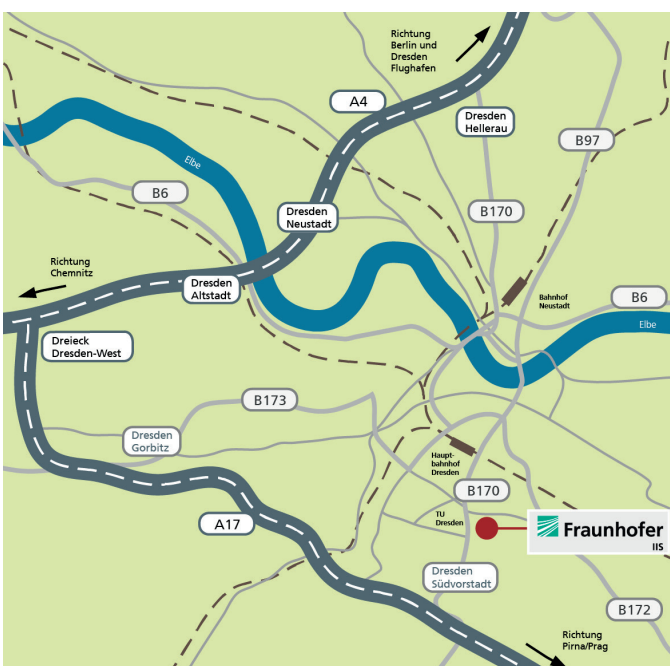 Richtung
Berlin und
Dresden
Flughafen
A4
Dresden
Hellerau
B97
Elbe
B6
Dresden
Neustadt
B170
Richtung
Chemnitz
Dresden
Altstadt
Bahnhof
Neustadt
B6
Elbe
Dreieck
Dresden-West
B173
Dresden
Gorbitz
Haupt-
bahnhof
Dresden
B170
A17
TU
Dresden
Fraunhofer
IIS
Dresden
Südvorstadt
B172
Richtung
Pirna/Prag